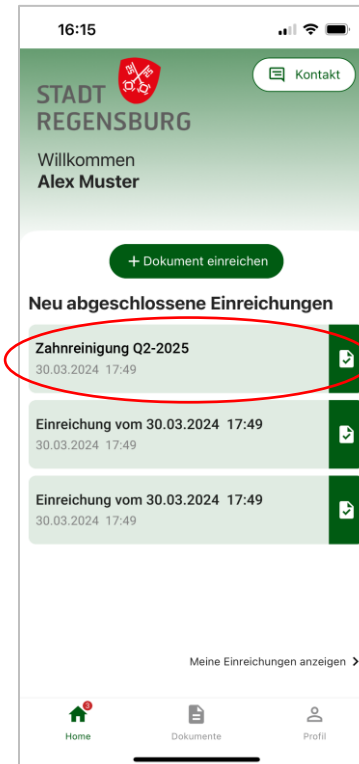 16:15
STADT
REGENSBURG
Kontakt
Willkommen
Alex Muster
+ Dokument einreichen
Neu abgeschlossene Einreichungen
Zahnreinigung Q2-2025
30.03.2024 17:49
Einreichung vom 30.03.2024 17:49
30.03.2024 17:49
Einreichung vom 30.03.2024 17:49
30.03.2024 17:49
Meine Einreichungen anzeigen
3
Home
Dokumente
Profil